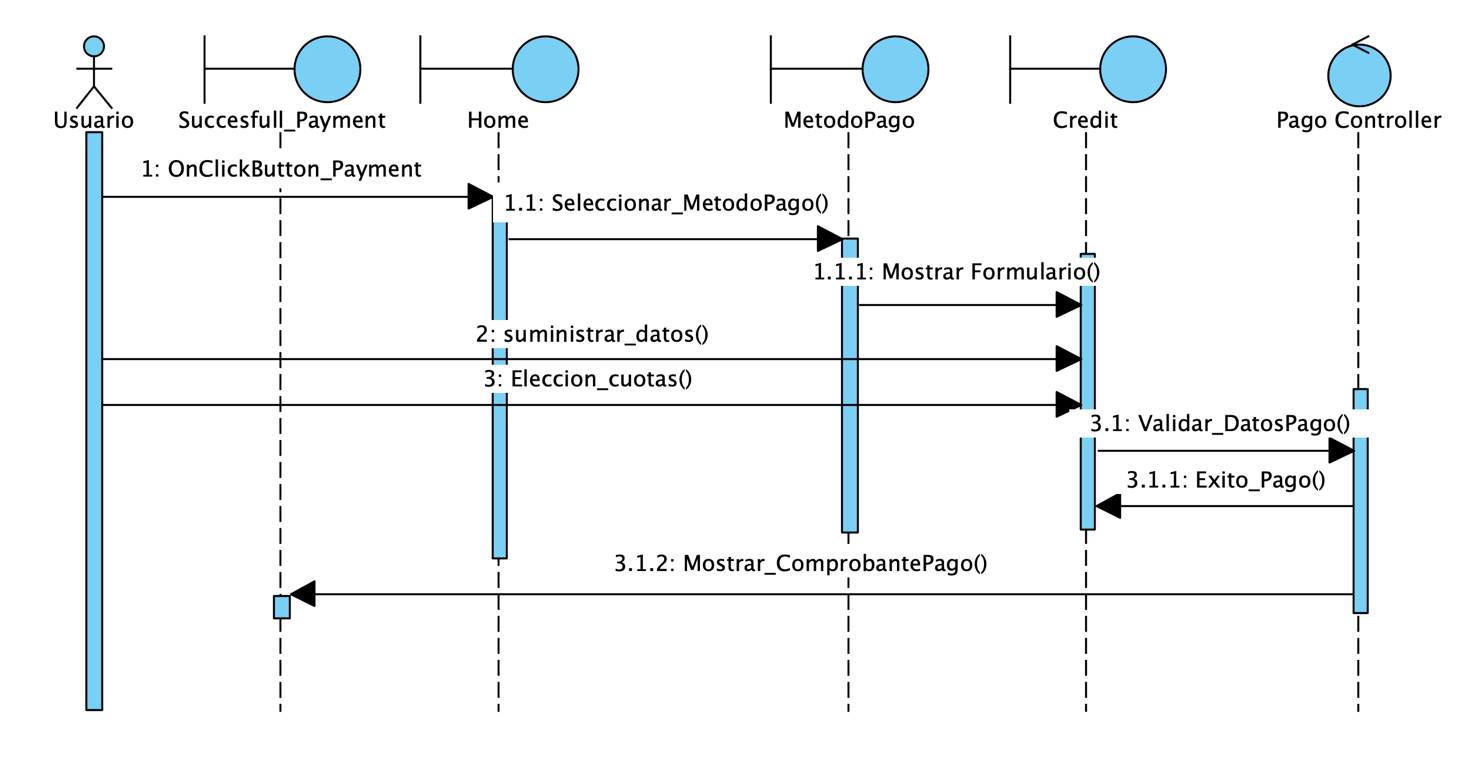 Usuario
Succesfull_Payment
Home
MetodoPago
Credit
Pago Controller
1: OnClickButton_Payment
1.1: Seleccionar_MetodoPago()
1.1.1: Mostrar Formulario()
2: suministrar_datos()
3: Eleccion_cuotas()
3.1: Validar_DatosPago()
3.1.1: Exito_Pago()
3.1.2: Mostrar_ComprobantePago()